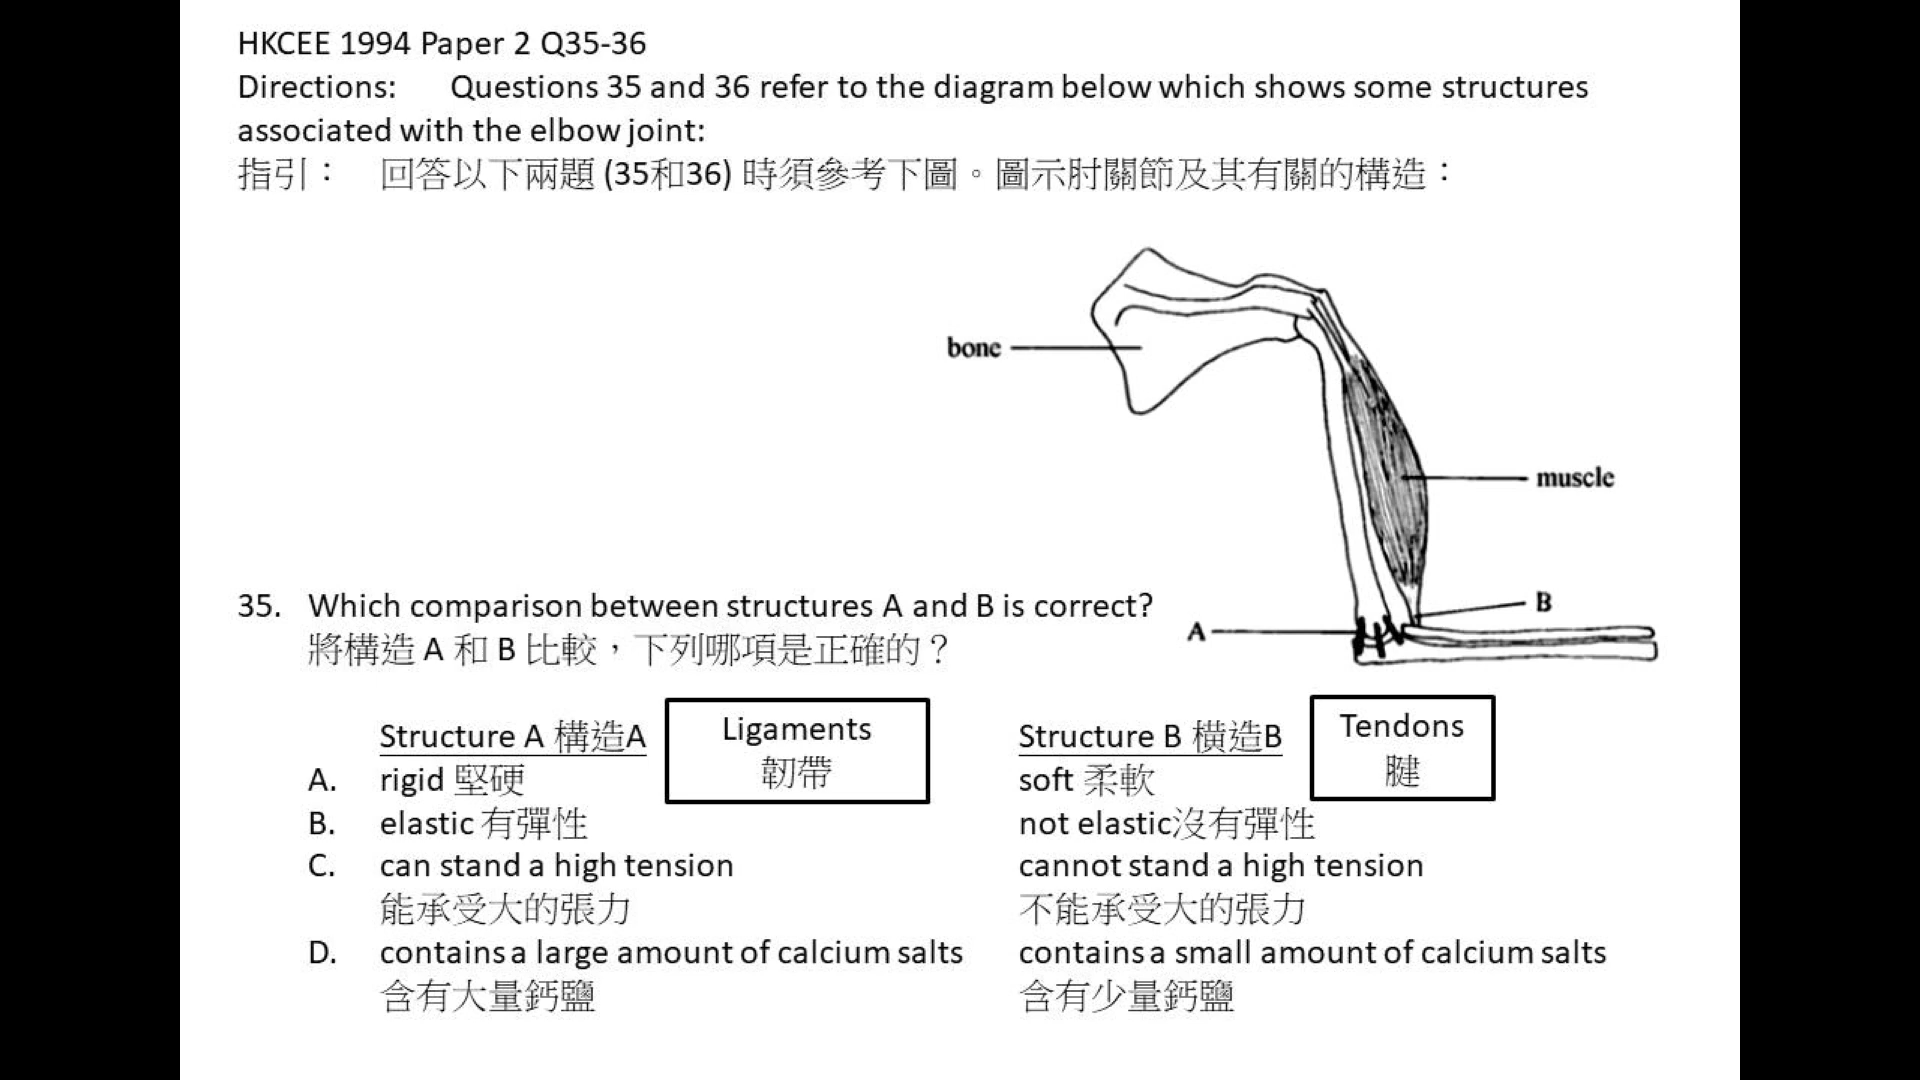 HKCEE 1994 Paper 2 Q35-36
Directions: Questions 35 and 36 refer to the diagram below which shows some structures
associated with the elbow joint:
指引： 回答以下兩題 (35和36) 時須參考下圖。圖示肘關節及其有關的構造：
bone
muscle
B
A
35. Which comparison between structures A and B is correct?
將構造 A 和 B 比較，下列哪項是正確的？
Structure A 構造A
Ligaments
韌帶
Structure B 橫造B
Tendons
腱
A. rigid 堅硬 soft 柔軟
B. elastic 有彈性 not elastic沒有彈性
C. can stand a high tension cannot stand a high tension
能承受大的張力 不能承受大的張力
D. contains a large amount of calcium salts contains a small amount of calcium salts
含有大量鈣鹽 含有少量鈣鹽